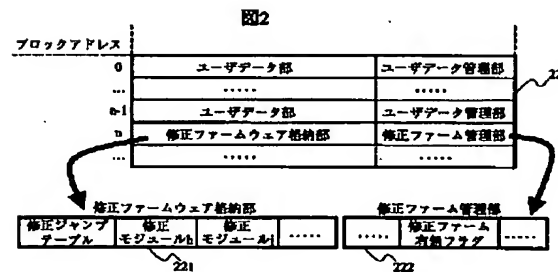 図2
ブロックアドレス
0 ユーザデータ部 ユーザデータ管理部
... ..... .....
n-1 ユーザデータ部 ユーザデータ管理部
n 修正ファームウェア格納部 修正ファーム管理部
... ..... .....
22
修正ファームウェア格納部 修正ファーム管理部
修正ジャンプ 修正 修正 ..... ..... 修正ファーム ......
テーブル モジュールh モジュールi 有無フラグ
221 222